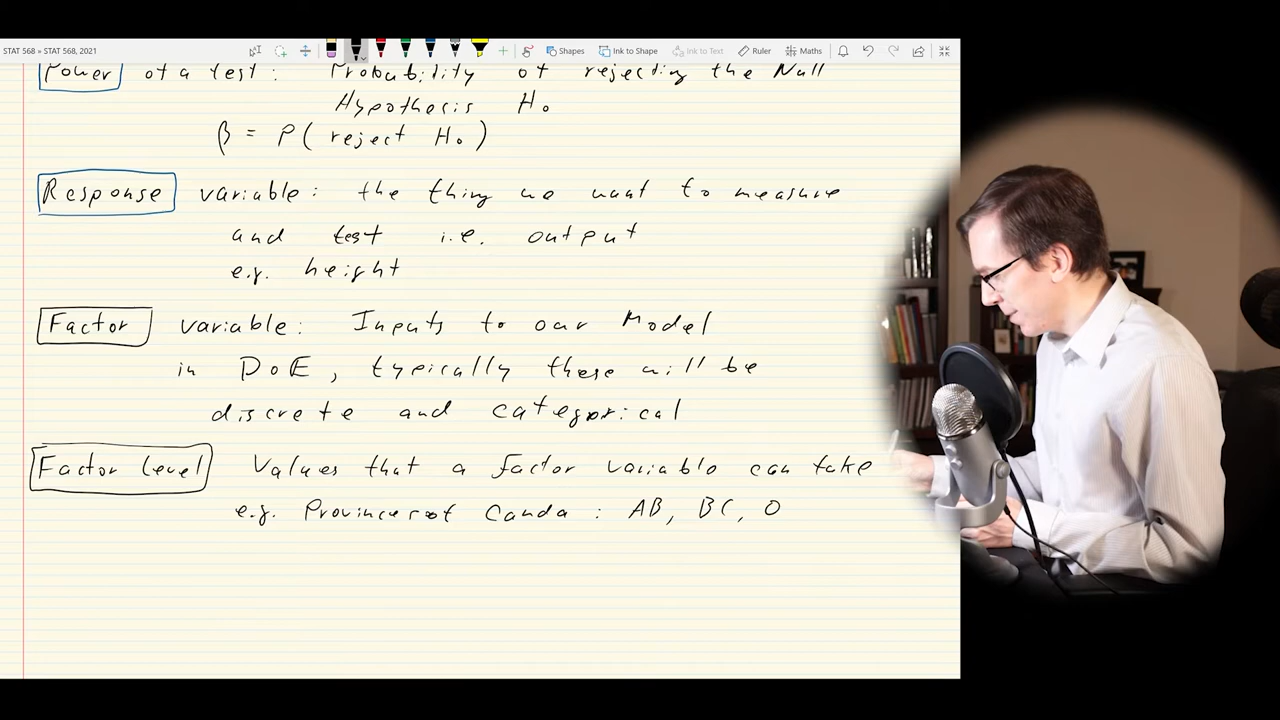 STAT 568 » STAT 568, 2021
Shapes Ink to Shape Ink to Text Ruler Maths
Power of a test: Probability of rejecting the Null
Hypothesis H₀
β = P( reject H₀)
Response variable: the thing we want to measure
and test i.e. output
e.g. height
Factor variable: Inputs to our Model
in DoE, typically these will be
discrete and categorical
Factor Level Values that a factor variable can take
e.g. Provinces of Canda : AB, BC, O